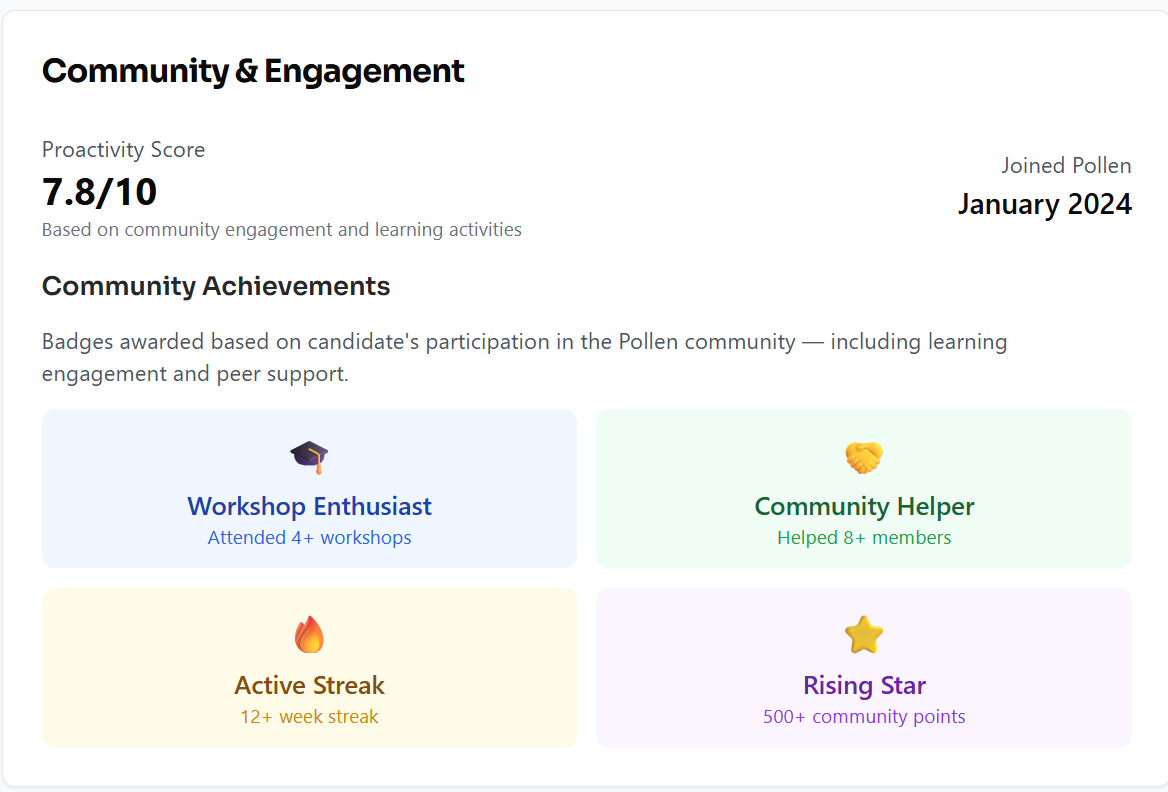 Community & Engagement
Proactivity Score
7.8/10
Based on community engagement and learning activities
Joined Pollen
January 2024
Community Achievements
Badges awarded based on candidate's participation in the Pollen community — including learning
engagement and peer support.
Workshop Enthusiast
Attended 4+ workshops
Community Helper
Helped 8+ members
Active Streak
12+ week streak
Rising Star
500+ community points